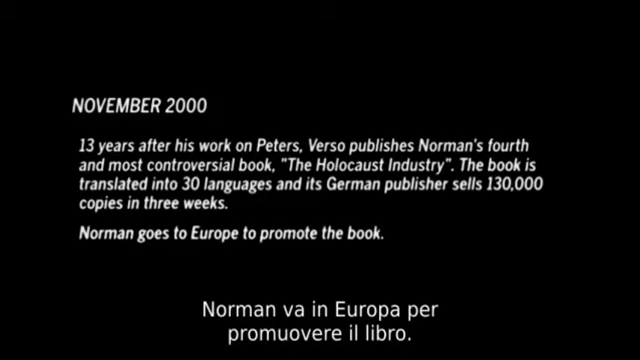 NOVEMBER 2000
13 years after his work on Peters, Verso publishes Norman's fourth
and most controversial book, "The Holocaust Industry". The book is
translated into 30 languages and its German publisher sells 130,000
copies in three weeks.
Norman goes to Europe to promote the book.
Norman va in Europa per
promuovere il libro.